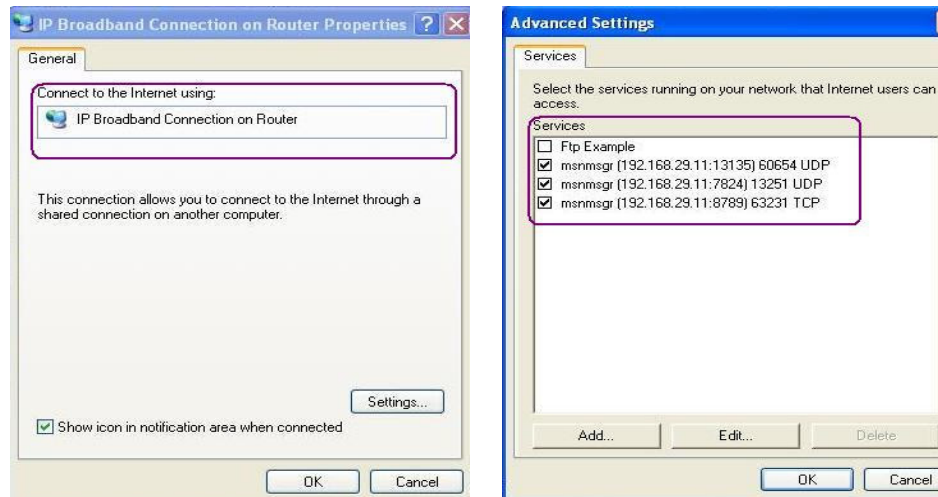 IP Broadband Connection on Router Properties
General
Connect to the Internet using:
IP Broadband Connection on Router
This connection allows you to connect to the Internet through a
shared connection on another computer.
Settings...
Show icon in notification area when connected
OK Cancel
Advanced Settings
Services
Select the services running on your network that Internet users can
access.
Services
Ftp Example
msnmsgr (192.168.29.11:13135) 60654 UDP
msnmsgr (192.168.29.11:7824) 13251 UDP
msnmsgr (192.168.29.11:8789) 63231 TCP
Add... Edit... Delete
OK Cancel